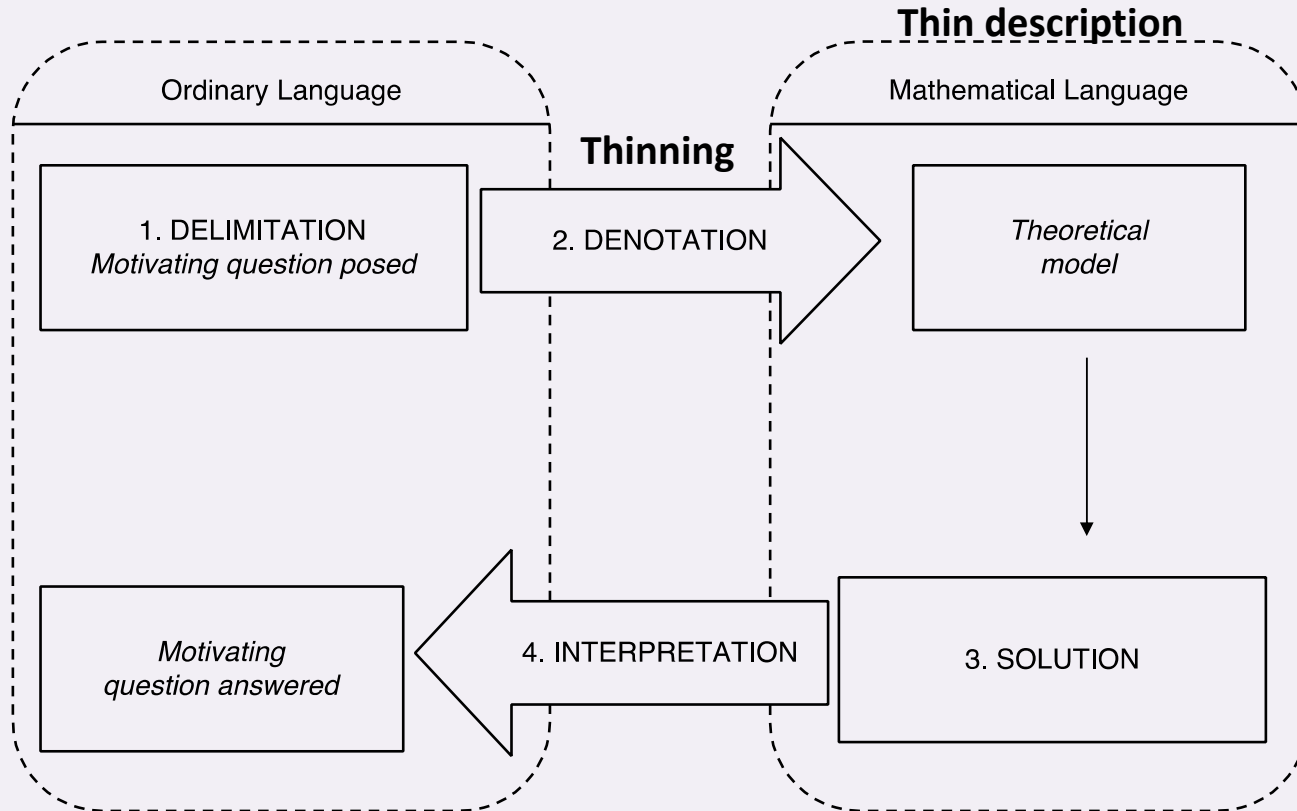 Thin description
Ordinary Language
Mathematical Language
Thinning
1. DELIMITATION
Motivating question posed
2. DENOTATION
Theoretical
model
Motivating
question answered
4. INTERPRETATION
3. SOLUTION